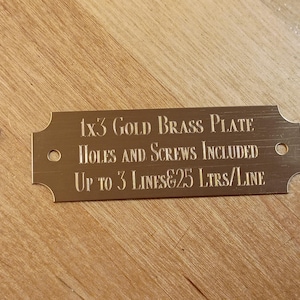 1x3 Gold Brass Plate
Holes and Screws Included
Up to 3 Lines&25 Ltrs/Line